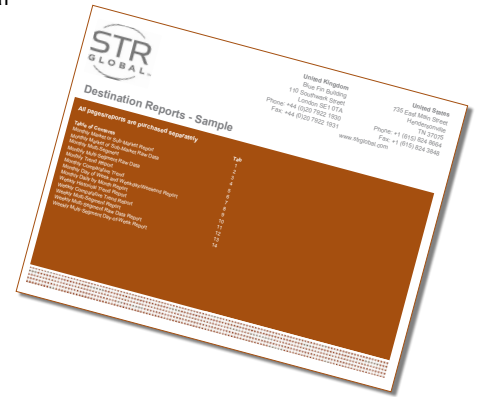 STR
GLOBAL
United Kingdom
Blue Fin Building
110 Southwark Street
London SE1 0TA
Phone: +44 (0)20 7922 1930
Fax: +44 (0)20 7922 1931
United States
735 East Main Street
Hendersonville
TN 37075
Phone: +1 (615) 824 8664
Fax: +1 (615) 824 3848
www.strglobal.com
Destination Reports - Sample
All pages/reports are purchased separately
Table of Contents Tab
Monthly Market or Sub-Market Report 1
Monthly Market or Sub-Market Raw Data 2
Monthly Multi-Segment 3
Monthly Multi-Segment Raw Data 4
Monthly Trend Report 5
Monthly Comparative Trend 6
Monthly Day of Week and Weekday/Weekend Report 7
Monthly Daily by Month Report 8
Weekly Historical Trend Report 9
Weekly Comparative Trend Report 10
Weekly Multi-Segment Report 11
Weekly Multi-segment Raw Data Report 12
Weekly Multi-Segment Day-of-Week Report 13
14